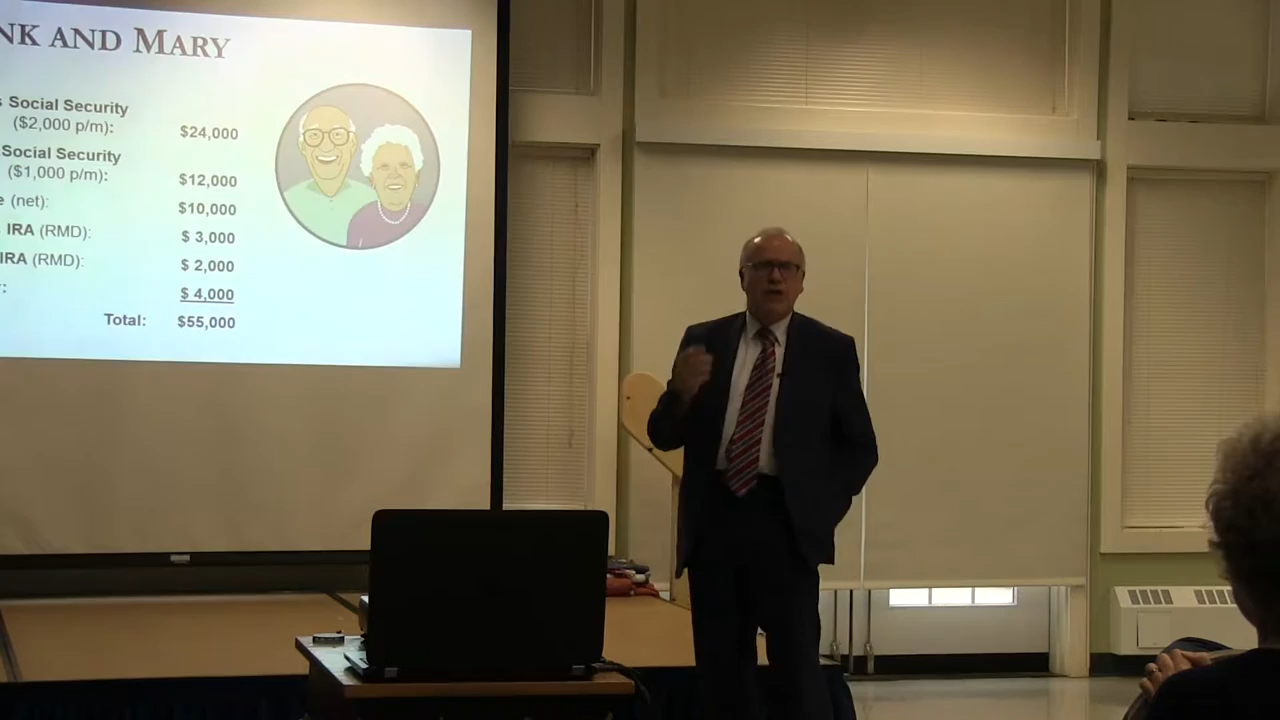 NK AND MARY
Social Security
($2,000 p/m): $24,000
Social Security
($1,000 p/m): $12,000
(net): $10,000
IRA (RMD): $ 3,000
IRA (RMD): $ 2,000
: $ 4,000
Total: $55,000